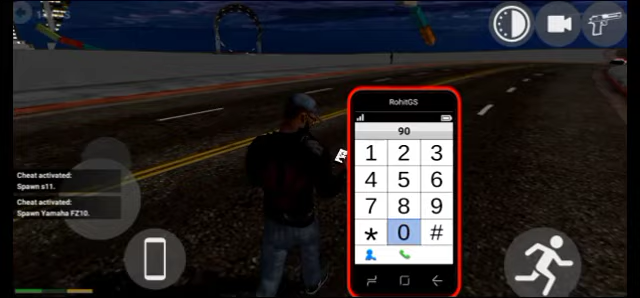 RohitGS
90
1 2 3
4 5 6
7 8 9
* 0 #
Cheat activated:
Spawn s11.
Cheat activated:
Spawn Yamaha FZ10.